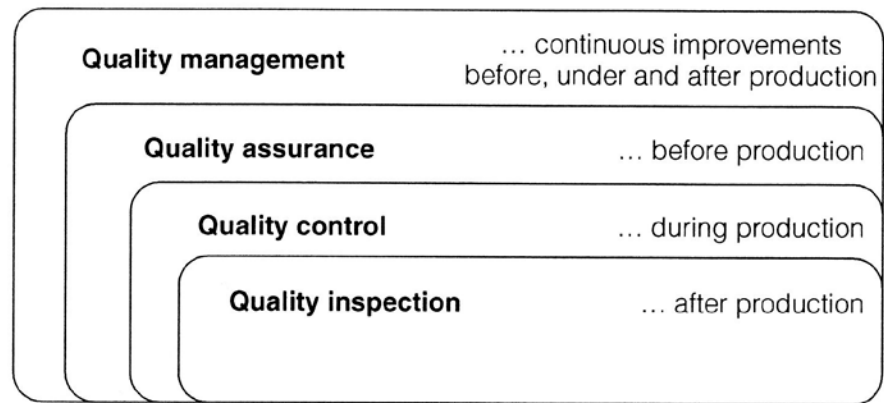 Quality management
... continuous improvements
before, under and after production
Quality assurance ... before production
Quality control ... during production
Quality inspection ... after production